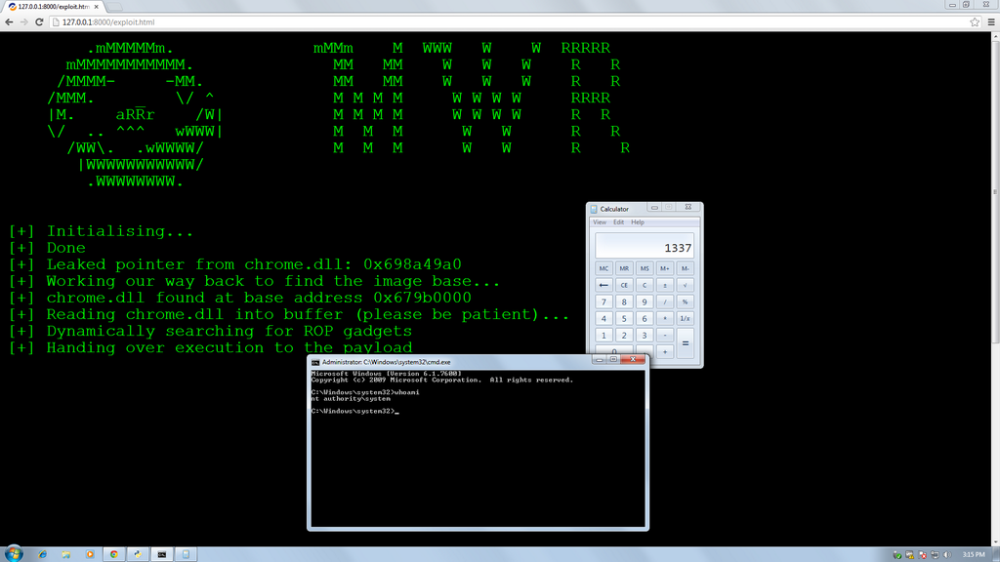 127.0.0.1:8000/exploit.htm
127.0.0.1:8000/exploit.html
.mMMMMMm. mMMm M WWW W W RRRRR
mMMMMMMMMMMM. MM MM W W W R R
/MMMM- -MM. MM MM W W W R R
/MMM. _ \/ ^ M M M M W W W W RRRR
|M. aRRr /W| M M M M W W W W R R
\/ .. ^^^ wWWW| M M M W W R R
/WW\. .wWWWW/ M M M W W R R
|WWWWWWWWWWW/
.WWWWWWWW.
[+] Initialising...
[+] Done
[+] Leaked pointer from chrome.dll: 0x698a49a0
[+] Working our way back to find the image base...
[+] chrome.dll found at base address 0x679b0000
[+] Reading chrome.dll into buffer (please be patient)...
[+] Dynamically searching for ROP gadgets
[+] Handing over execution to the payload
Calculator
View Edit Help
1337
MC MR MS M+ M-
← CE C ± √
7 8 9 / %
4 5 6 * 1/x
1 2 3 - =
0 . +
Administrator: C:\Windows\system32\cmd.exe
Microsoft Windows [Version 6.1.7600]
Copyright (c) 2009 Microsoft Corporation. All rights reserved.
C:\Windows\system32>whoami
nt authority\system
C:\Windows\system32>_
3:15 PM